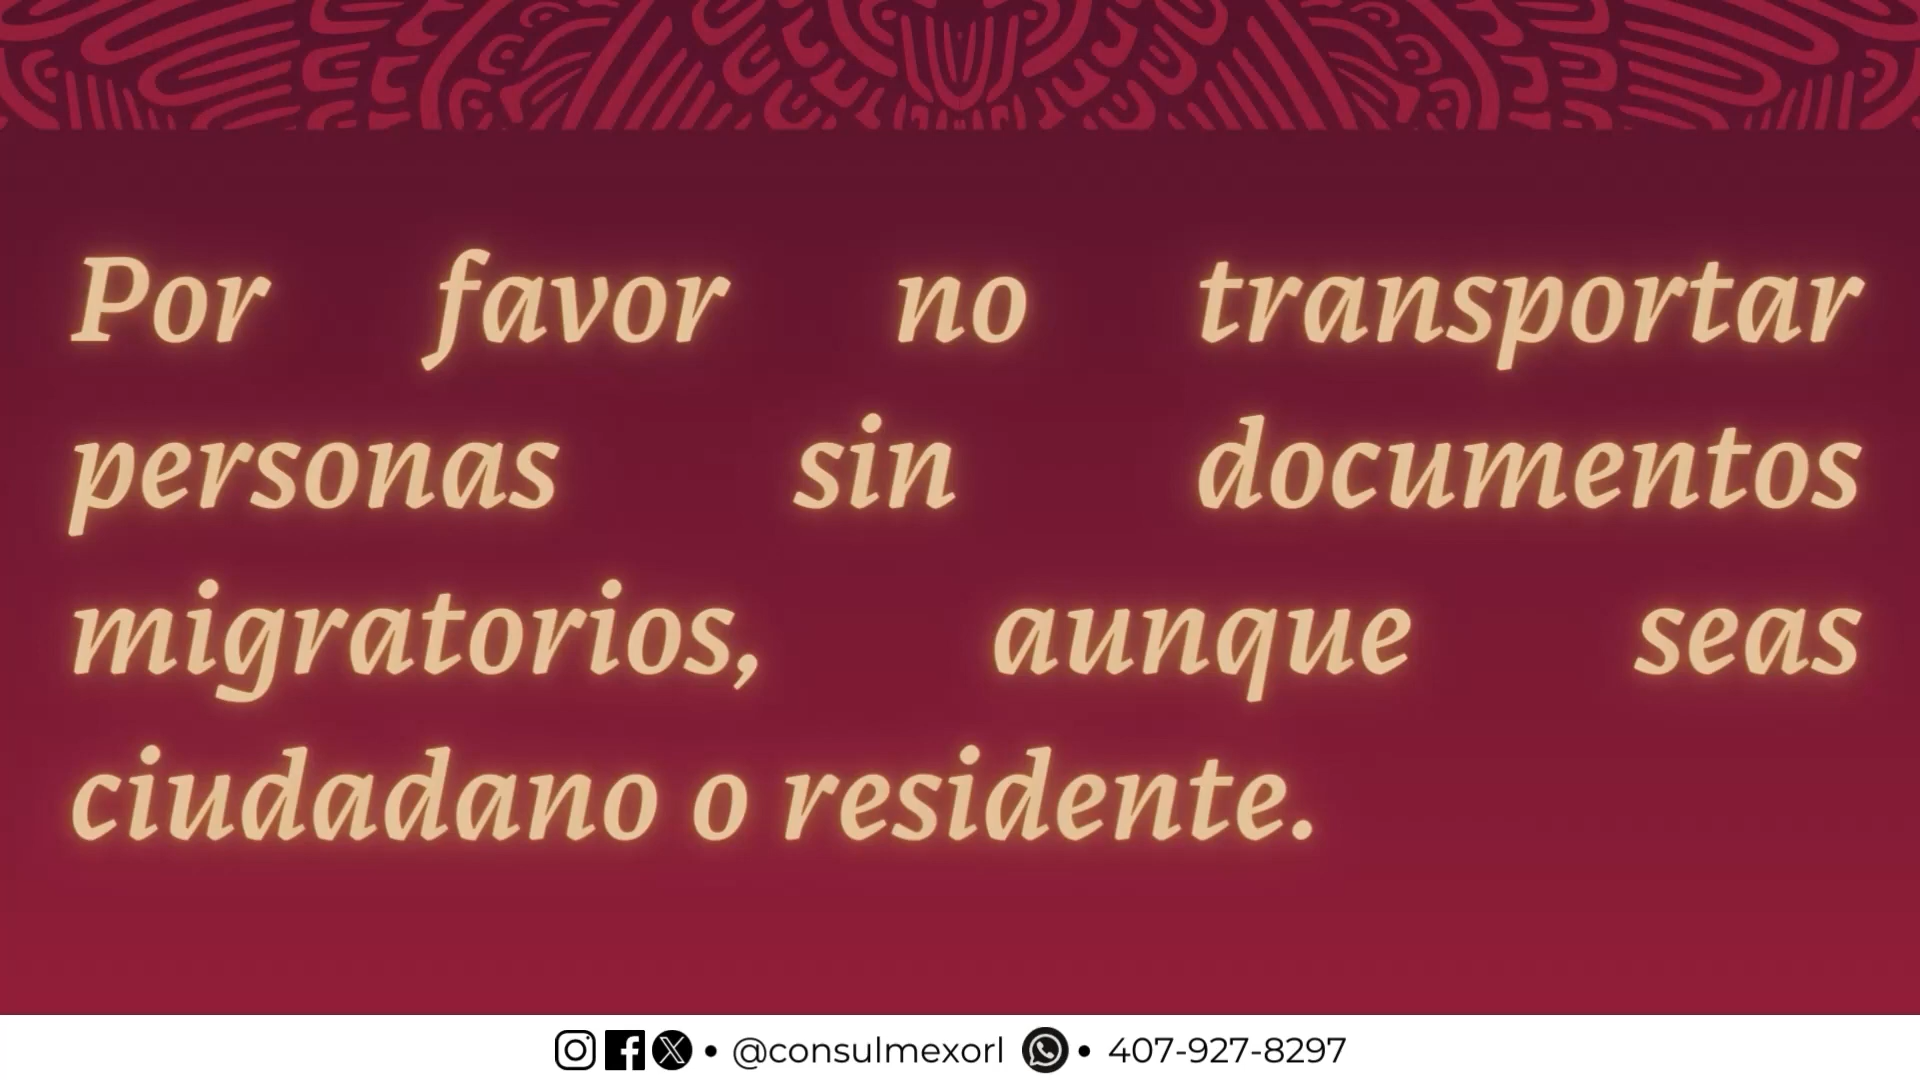 Por favor no transportar
personas sin documentos
migratorios, aunque seas
ciudadano o residente.
• @consulmexorl • 407-927-8297